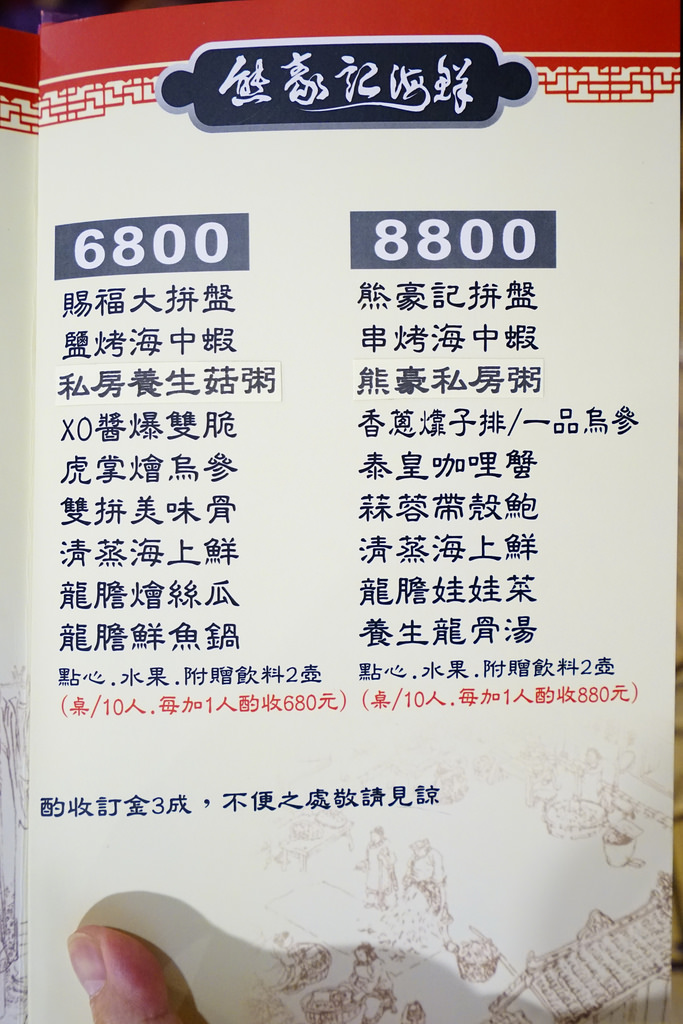 熊豪記海鮮
6800
賜福大拼盤
鹽烤海中蝦
私房養生菇粥
XO醬爆雙脆
虎掌燴烏參
雙拼美味骨
清蒸海上鮮
龍膽燴絲瓜
龍膽鮮魚鍋
點心.水果.附贈飲料2壺
(桌/10人.每加1人酌收680元)
8800
熊豪記拼盤
串烤海中蝦
熊豪私房粥
香蔥爌子排/一品烏參
泰皇咖哩蟹
蒜蓉帶殼鮑
清蒸海上鮮
龍膽娃娃菜
養生龍骨湯
點心.水果.附贈飲料2壺
(桌/10人.每加1人酌收880元)
酌收訂金3成，不便之處敬請見諒